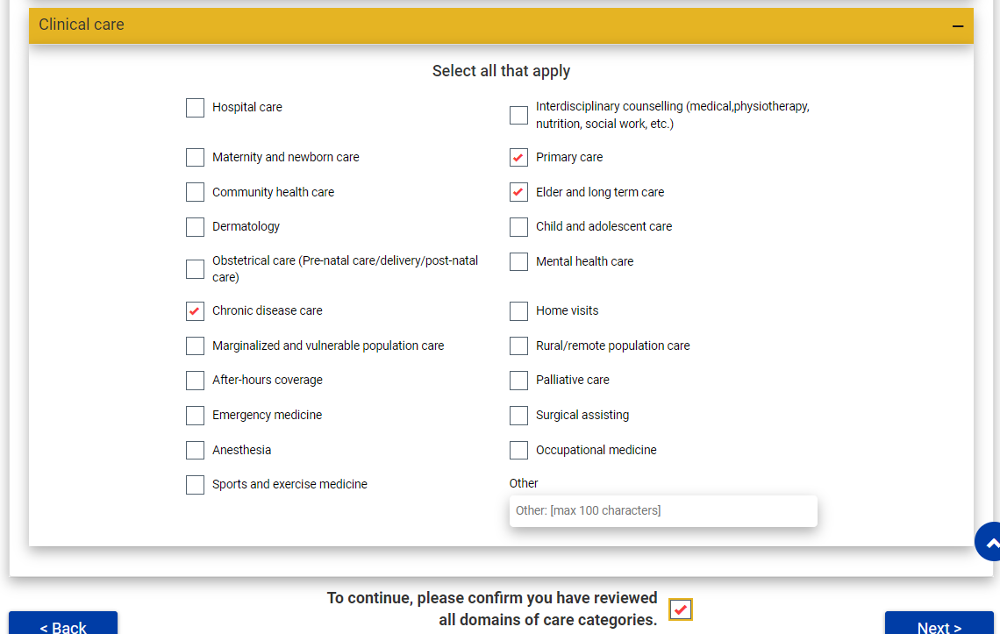 Clinical care
Select all that apply
Hospital care
Interdisciplinary counselling (medical,physiotherapy,
nutrition, social work, etc.)
Maternity and newborn care
Primary care
Community health care
Elder and long term care
Dermatology
Child and adolescent care
Obstetrical care (Pre-natal care/delivery/post-natal
care)
Mental health care
Chronic disease care
Home visits
Marginalized and vulnerable population care
Rural/remote population care
After-hours coverage
Palliative care
Emergency medicine
Surgical assisting
Anesthesia
Occupational medicine
Sports and exercise medicine
Other
Other: [max 100 characters]
To continue, please confirm you have reviewed
all domains of care categories.
< Back
Next >